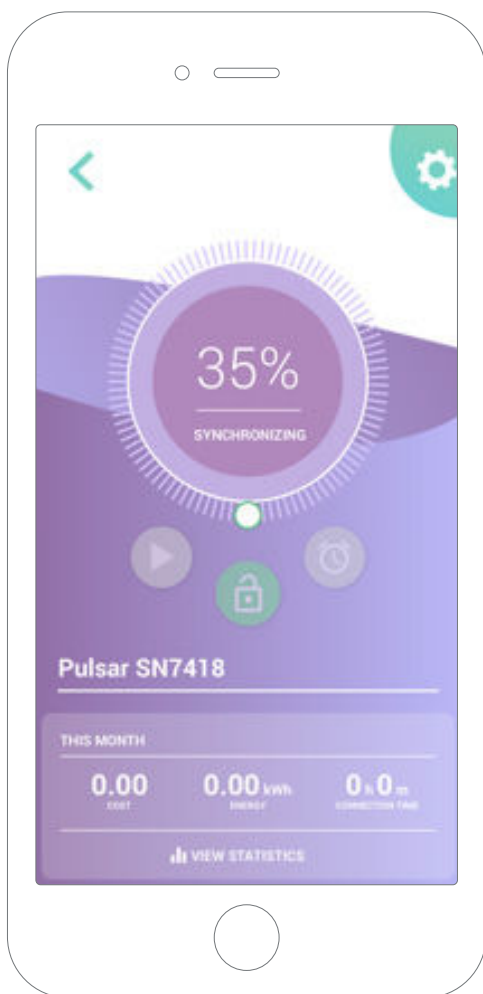 35%
SYNCHRONIZING
Pulsar SN7418
THIS MONTH
0.00 0.00 kWh 0 h 0 m
COST ENERGY CONNECTION TIME
VIEW STATISTICS